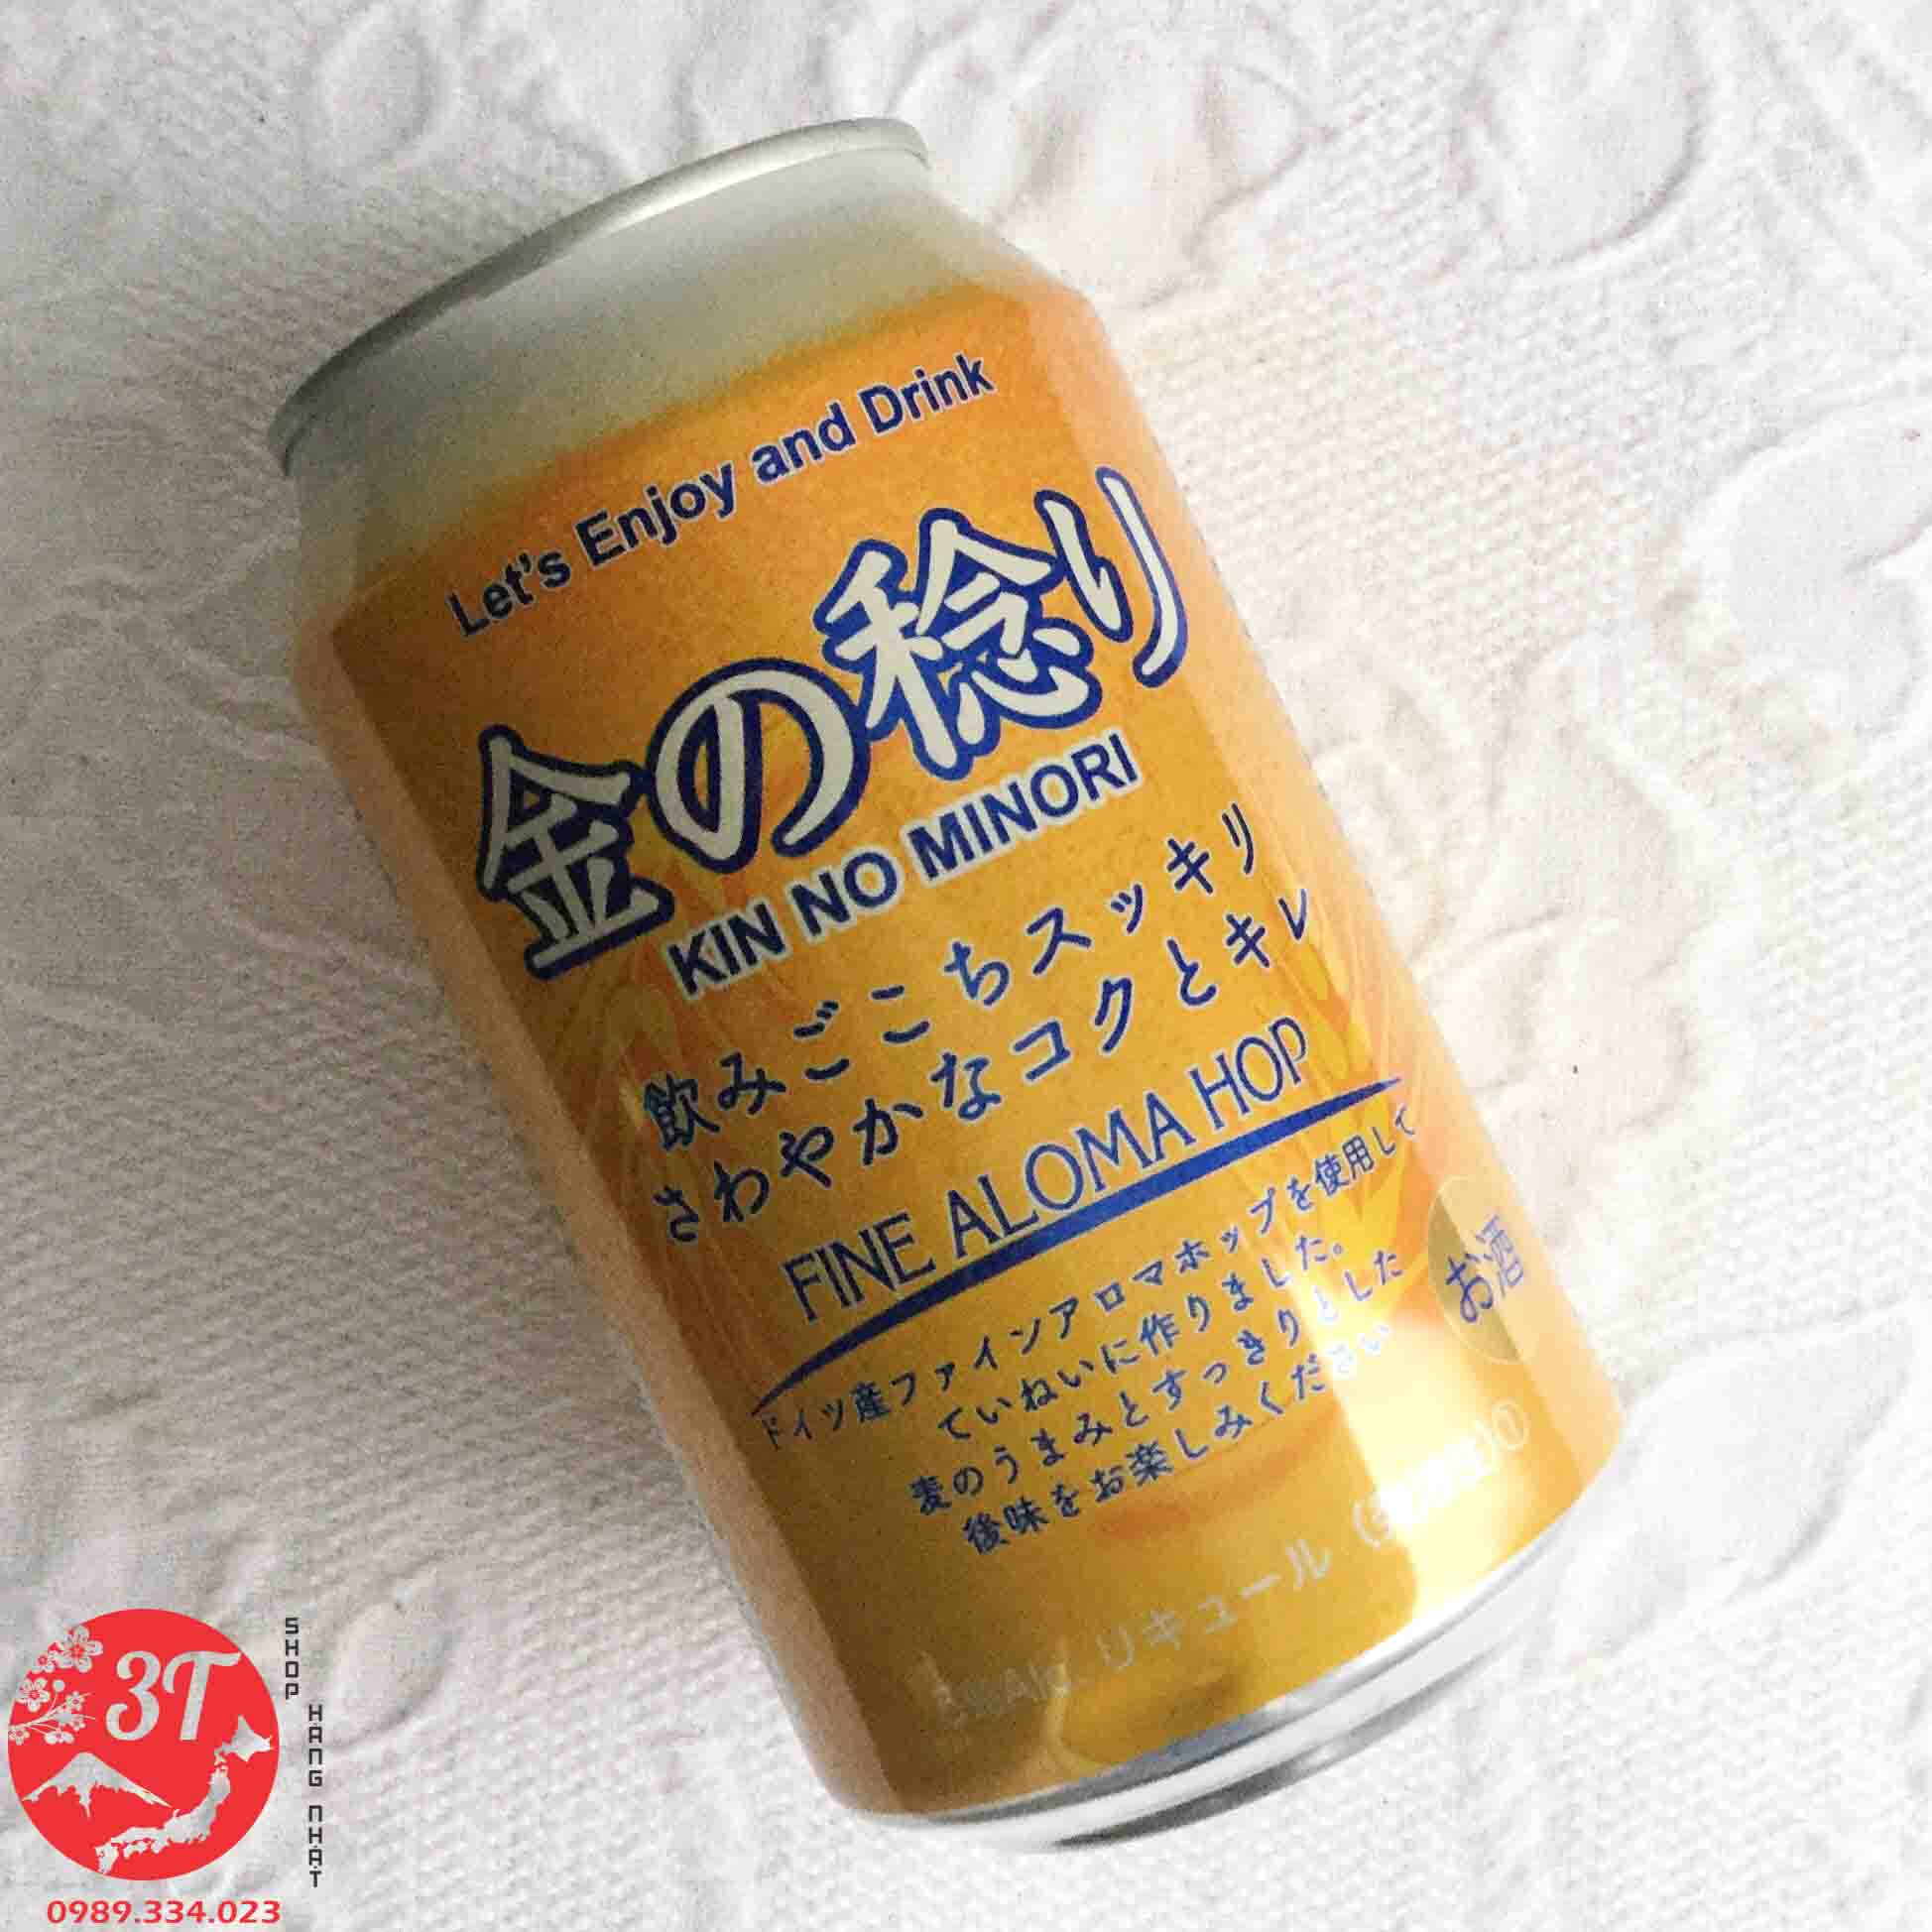 Let's Enjoy and Drink
金の稔り
KIN NO MINORI
飲みごこちスッキリ
さわやかなコクとキレ
FINE ALOMA HOP
ドイツ産ファインアロマホップを使用して
ていねいに作りました。
麦のうまみとすっきりとした
後味をお楽しみください
お酒
リキュール
①
3T
SHOP
HÀNG NHẬT
0989.334.023